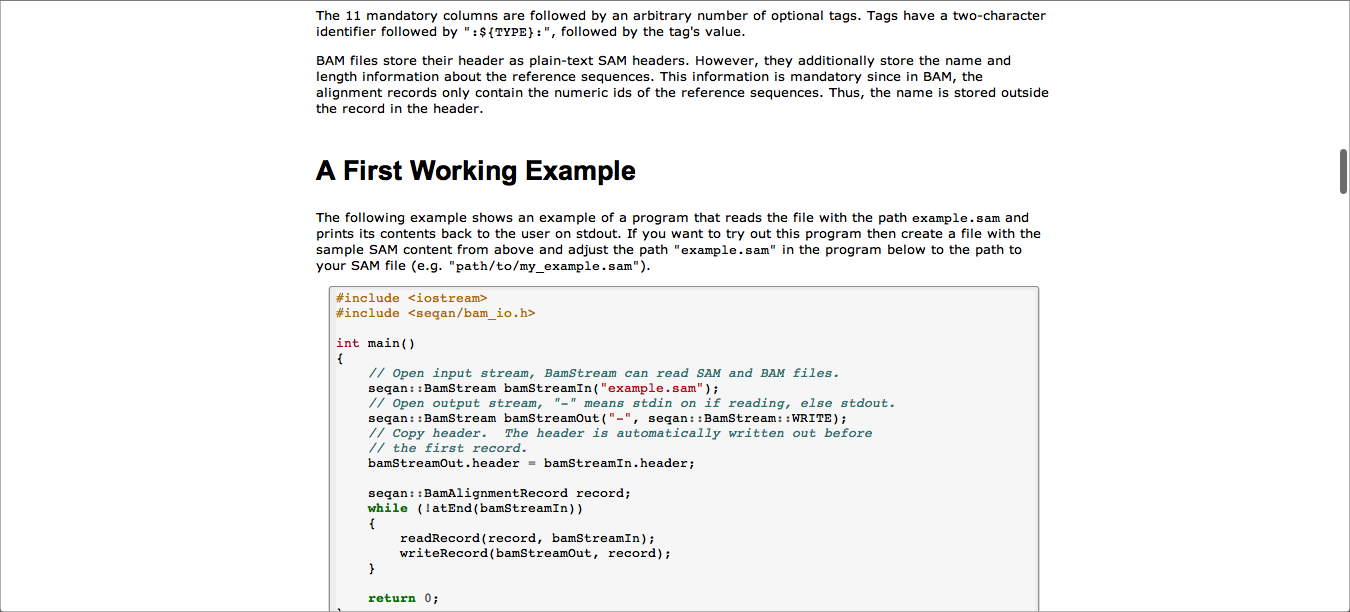 The 11 mandatory columns are followed by an arbitrary number of optional tags. Tags have a two-character
identifier followed by ":${TYPE}:", followed by the tag's value.
BAM files store their header as plain-text SAM headers. However, they additionally store the name and
length information about the reference sequences. This information is mandatory since in BAM, the
alignment records only contain the numeric ids of the reference sequences. Thus, the name is stored outside
the record in the header.
A First Working Example
The following example shows an example of a program that reads the file with the path example.sam and
prints its contents back to the user on stdout. If you want to try out this program then create a file with the
sample SAM content from above and adjust the path "example.sam" in the program below to the path to
your SAM file (e.g. "path/to/my_example.sam").
#include <iostream>
#include <seqan/bam_io.h>
int main()
{
    // Open input stream, BamStream can read SAM and BAM files.
    seqan::BamStream bamStreamIn("example.sam");
    // Open output stream, "-" means stdin on if reading, else stdout.
    seqan::BamStream bamStreamOut("-", seqan::BamStream::WRITE);
    // Copy header.  The header is automatically written out before
    // the first record.
    bamStreamOut.header = bamStreamIn.header;
    seqan::BamAlignmentRecord record;
    while (!atEnd(bamStreamIn))
    {
        readRecord(record, bamStreamIn);
        writeRecord(bamStreamOut, record);
    }
    return 0;